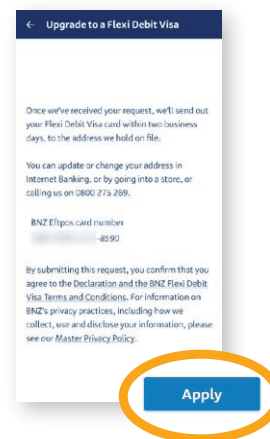 ← Upgrade to a Flexi Debit Visa
Once we've received your request, we'll send out
your Flexi Debit Visa card within two business
days, to the address we hold on file.
You can update or change your address in
Internet Banking, or by going into a store, or
calling us on 0800 275 269.
BNZ Eftpos card number
-8590
By submitting this request, you confirm that you
agree to the Declaration and the BNZ Flexi Debit
Visa Terms and Conditions. For information on
BNZ's privacy practices, including how we
collect, use and disclose your information, please
see our Master Privacy Policy.
Apply